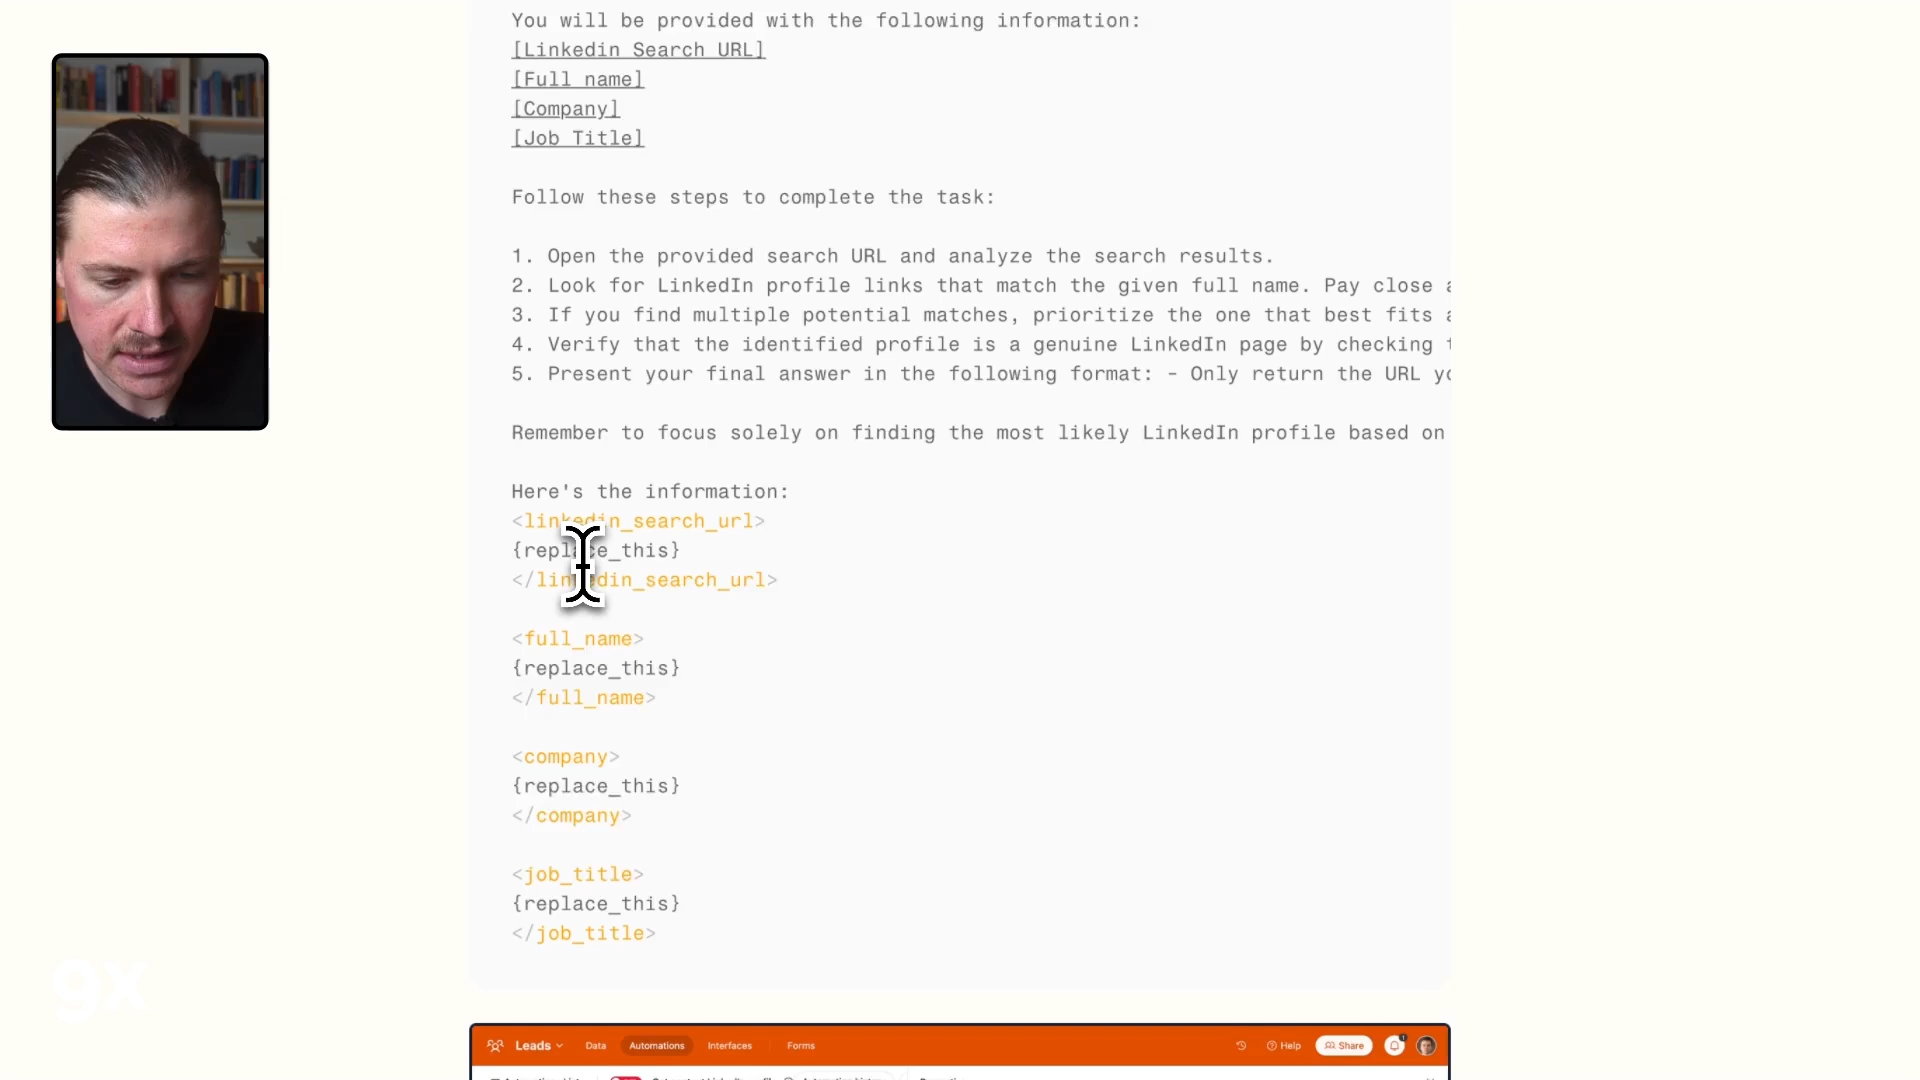 You will be provided with the following information:
[Linkedin Search URL]
[Full name]
[Company]
[Job Title]
Follow these steps to complete the task:
1. Open the provided search URL and analyze the search results.
2. Look for LinkedIn profile links that match the given full name. Pay close
3. If you find multiple potential matches, prioritize the one that best fits
4. Verify that the identified profile is a genuine LinkedIn page by checking
5. Present your final answer in the following format: - Only return the URL
Remember to focus solely on finding the most likely LinkedIn profile based on
Here's the information:
<linkedin_search_url>
{replace_this}
</linkedin_search_url>
<full_name>
{replace_this}
</full_name>
<company>
{replace_this}
</company>
<job_title>
{replace_this}
</job_title>
9x
Leads Data Automations Interfaces Forms Help Share 1